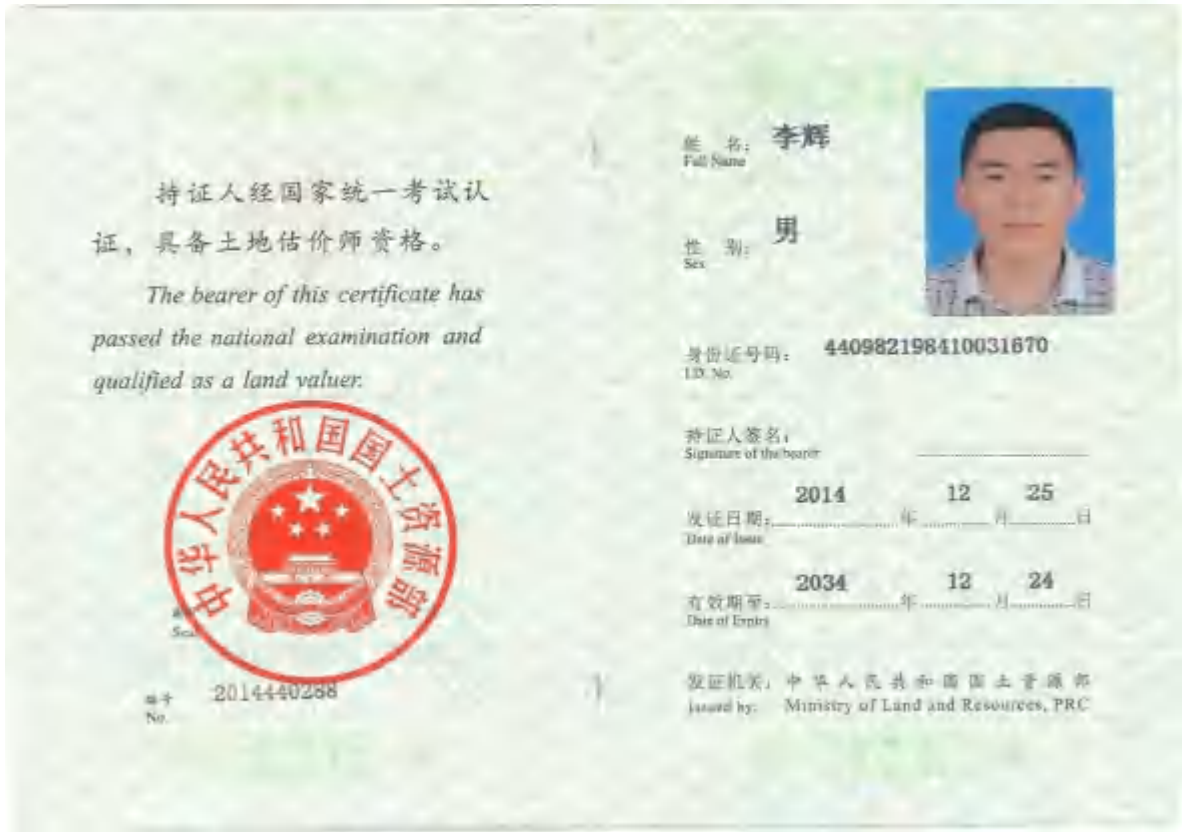 持证人经国家统一考试认
证，具备土地估价师资格。
The bearer of this certificate has
passed the national examination and
qualified as a land valuer.
中华人民共和国国土资源部
编号 2014440288
No.
姓 名： 李辉
Full Name
性 别： 男
Sex
身份证号码： 440982198410031670
I.D. No.
持证人签名：
Signature of the bearer
发证日期： 2014 年 12 月 25 日
Date of Issue
有效期至： 2034 年 12 月 24 日
Date of Expiry
发证机关： 中华人民共和国国土资源部
Issued by: Ministry of Land and Resources, PRC